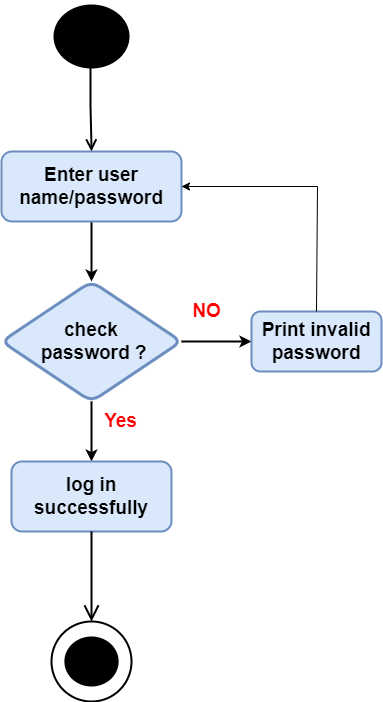 Enter user
name/password
check
password ?
NO
Print invalid
password
Yes
log in
successfully